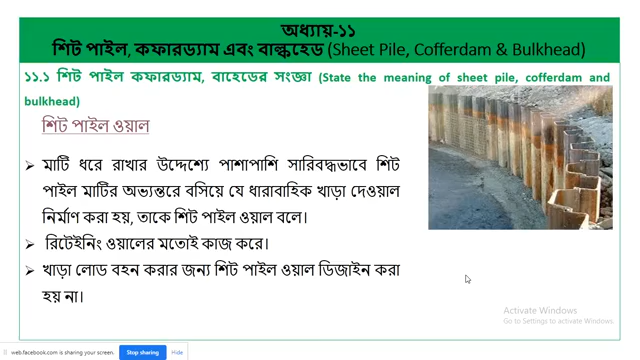 অধ্যায়-১১
শিট পাইল, কফারড্যাম এবং বাল্কহেড (Sheet Pile, Cofferdam & Bulkhead)
১১.১ শিট পাইল কফারড্যাম, বাহেডের সংজ্ঞা (State the meaning of sheet pile, cofferdam and
bulkhead)
শিট পাইল ওয়াল
➢ মাটি ধরে রাখার উদ্দেশ্যে পাশাপাশি সারিবদ্ধভাবে শিট
পাইল মাটির অভ্যন্তরে বসিয়ে যে ধারাবাহিক খাড়া দেওয়াল
নির্মাণ করা হয়, তাকে শিট পাইল ওয়াল বলে।
➢ রিটেইনিং ওয়ালের মতোই কাজ করে।
➢ খাড়া লোড বহন করার জন্য শিট পাইল ওয়াল ডিজাইন করা
হয় না।
Activate Windows
Go to Settings to activate Windows.
web.facebook.com is sharing your screen. Stop sharing Hide